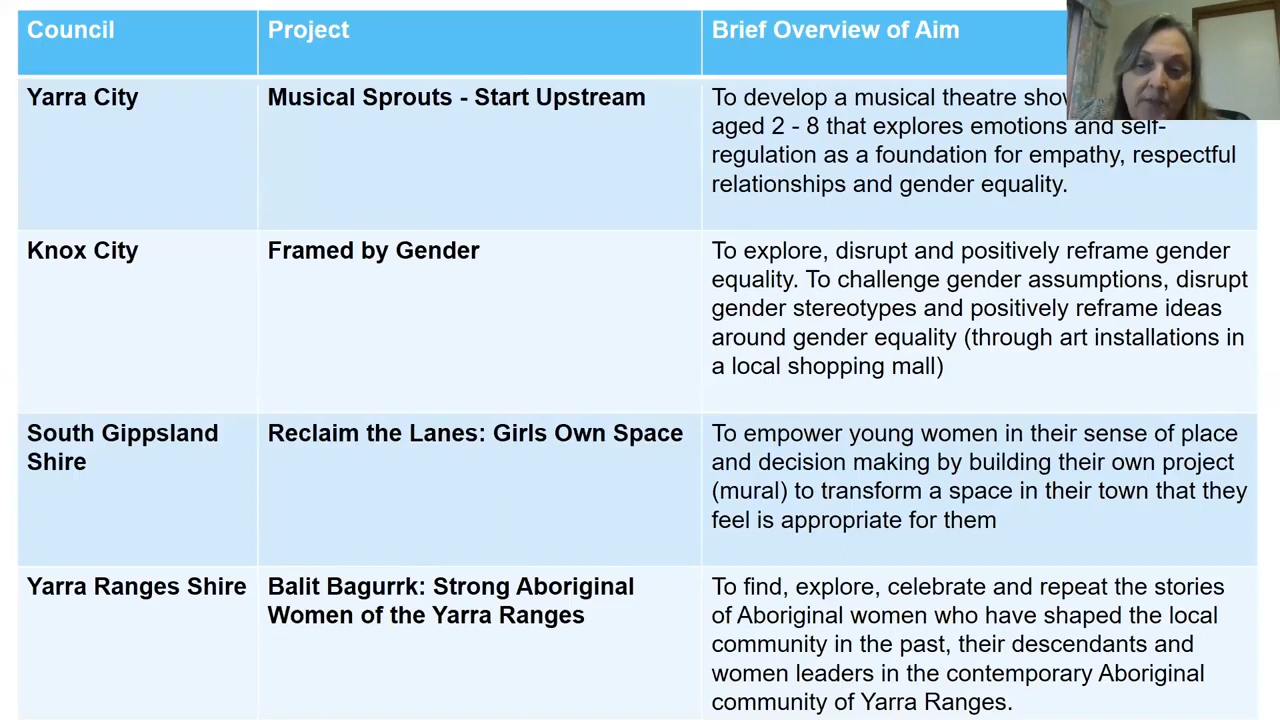 Council
Project
Brief Overview of Aim
Yarra City
Musical Sprouts - Start Upstream
To develop a musical theatre
aged 2 - 8 that explores emotions and self-
regulation as a foundation for empathy, respectful
relationships and gender equality.
Knox City
Framed by Gender
To explore, disrupt and positively reframe gender
equality. To challenge gender assumptions, disrupt
gender stereotypes and positively reframe ideas
around gender equality (through art installations in
a local shopping mall)
South Gippsland
Shire
Reclaim the Lanes: Girls Own Space
To empower young women in their sense of place
and decision making by building their own project
(mural) to transform a space in their town that they
feel is appropriate for them
Yarra Ranges Shire
Balit Bagurrk: Strong Aboriginal
Women of the Yarra Ranges
To find, explore, celebrate and repeat the stories
of Aboriginal women who have shaped the local
community in the past, their descendants and
women leaders in the contemporary Aboriginal
community of Yarra Ranges.